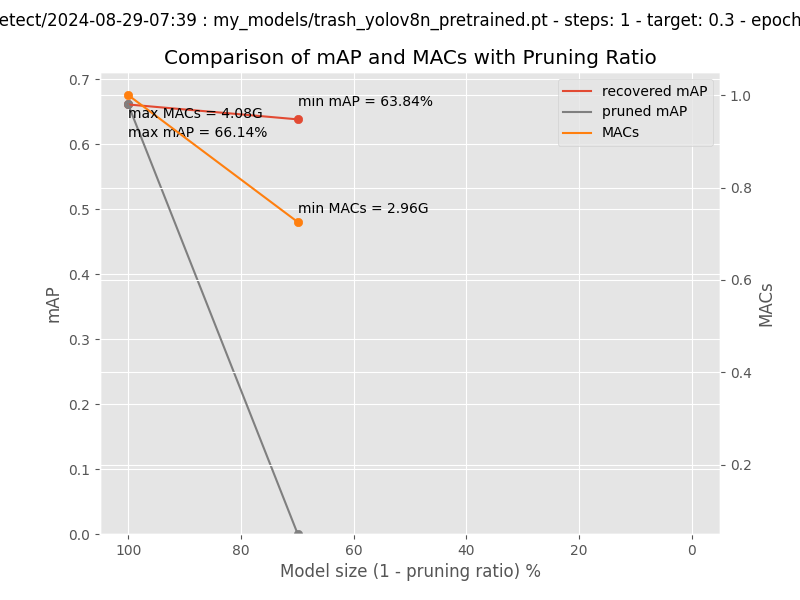 etect/2024-08-29-07:39 : my_models/trash_yolov8n_pretrained.pt - steps: 1 - target: 0.3 - epoch
Comparison of mAP and MACs with Pruning Ratio
recovered mAP
pruned mAP
MACs
min mAP = 63.84%
max MACs = 4.08G
max mAP = 66.14%
min MACs = 2.96G
0.7
0.6
0.5
0.4
0.3
0.2
0.1
0.0
mAP
1.0
0.8
0.6
0.4
0.2
MACs
100 80 60 40 20 0
Model size (1 - pruning ratio) %